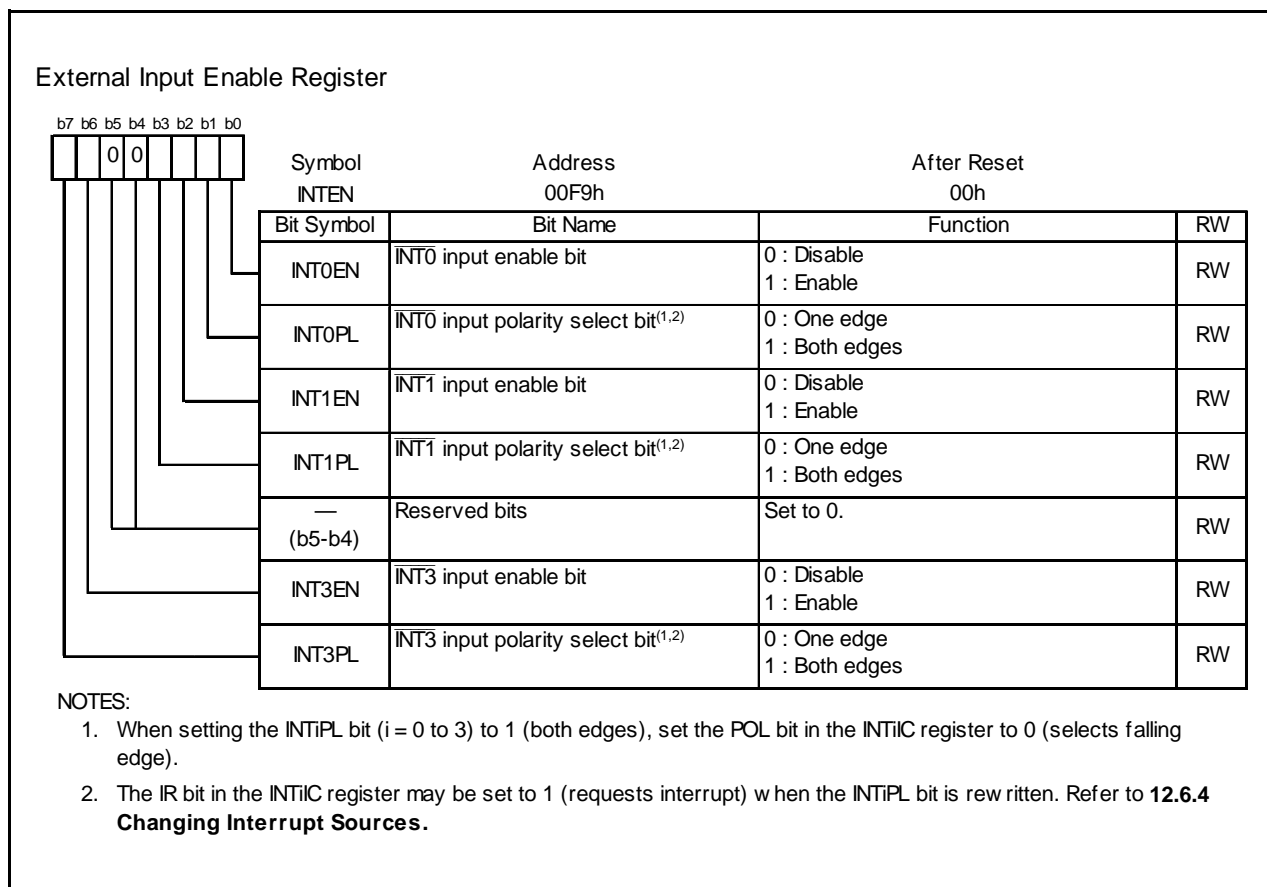 External Input Enable Register
b7 b6 b5 b4 b3 b2 b1 b0
0 0
Symbol Address After Reset
INTEN 00F9h 00h
Bit Symbol Bit Name Function RW
INT0EN INT0 input enable bit 0 : Disable
1 : Enable RW
INT0PL INT0 input polarity select bit(1,2) 0 : One edge
1 : Both edges RW
INT1EN INT1 input enable bit 0 : Disable
1 : Enable RW
INT1PL INT1 input polarity select bit(1,2) 0 : One edge
1 : Both edges RW
—
(b5-b4) Reserved bits Set to 0. RW
INT3EN INT3 input enable bit 0 : Disable
1 : Enable RW
INT3PL INT3 input polarity select bit(1,2) 0 : One edge
1 : Both edges RW
NOTES:
1. When setting the INTiPL bit (i = 0 to 3) to 1 (both edges), set the POL bit in the INTiIC register to 0 (selects falling
edge).
2. The IR bit in the INTiIC register may be set to 1 (requests interrupt) when the INTiPL bit is rewritten. Refer to 12.6.4
Changing Interrupt Sources.